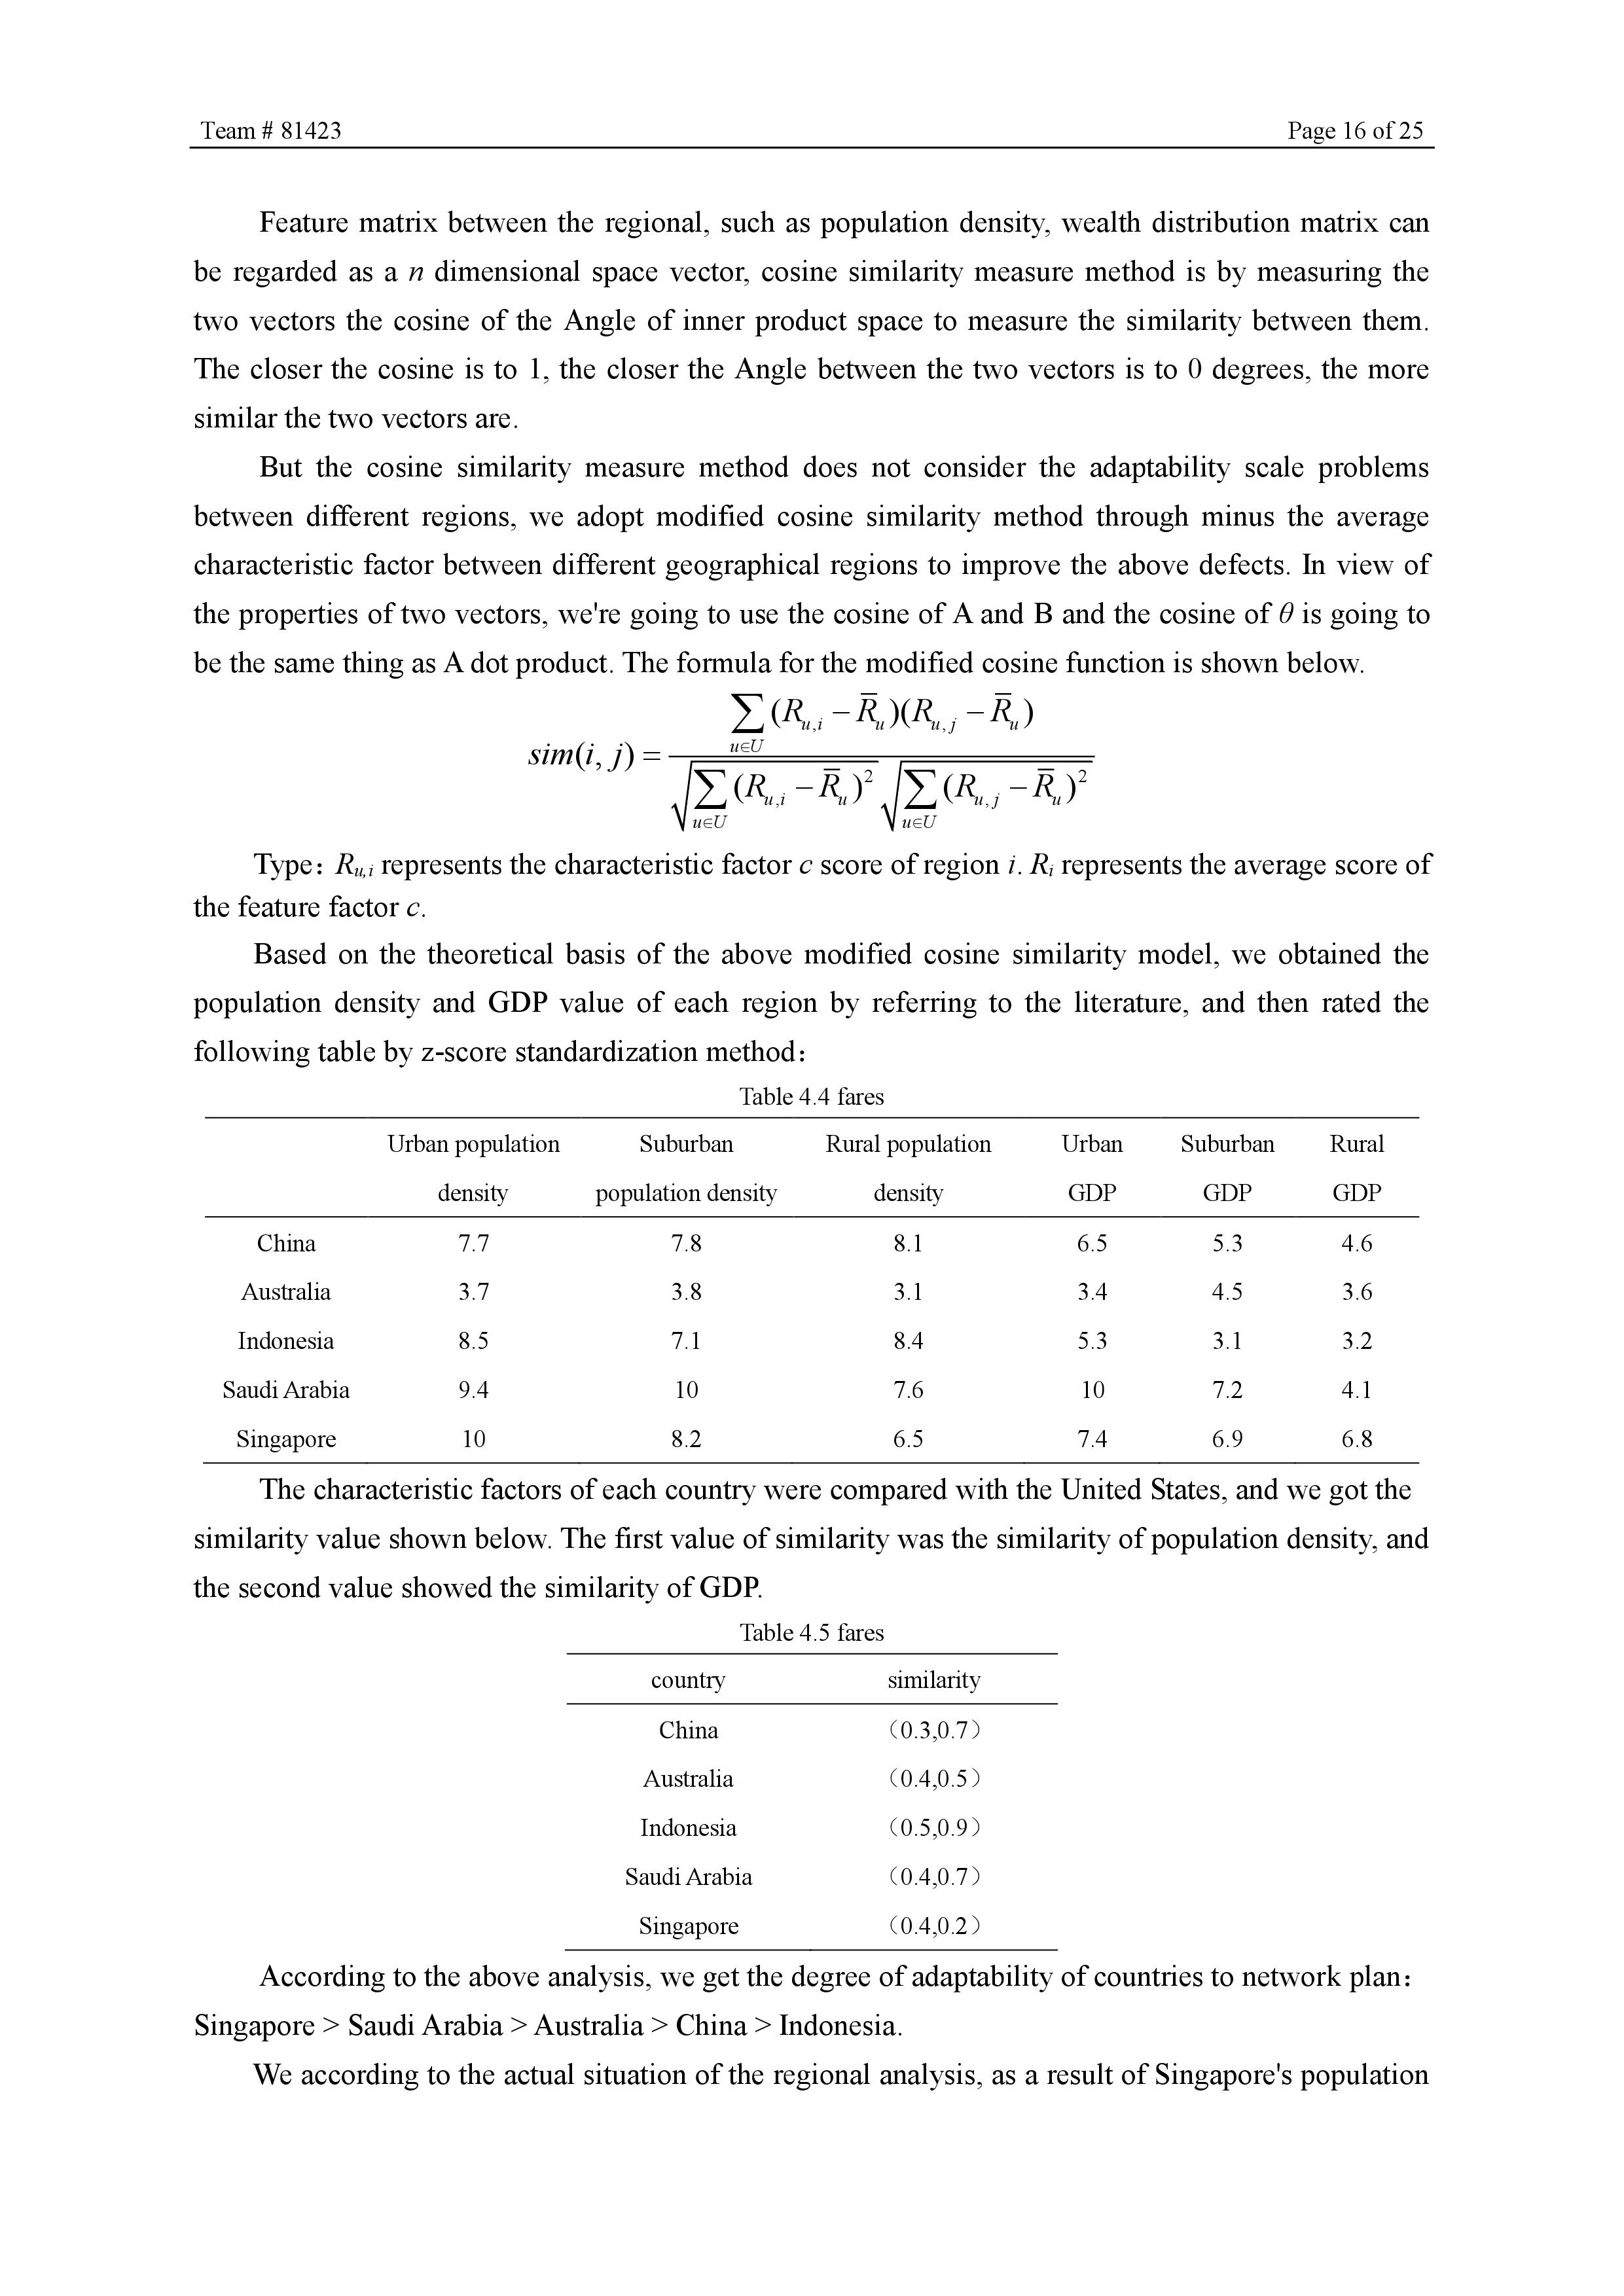 Team # 81423 Page 16 of 25
Feature matrix between the regional, such as population density, wealth distribution matrix can
be regarded as a n dimensional space vector, cosine similarity measure method is by measuring the
two vectors the cosine of the Angle of inner product space to measure the similarity between them.
The closer the cosine is to 1, the closer the Angle between the two vectors is to 0 degrees, the more
similar the two vectors are.
But the cosine similarity measure method does not consider the adaptability scale problems
between different regions, we adopt modified cosine similarity method through minus the average
characteristic factor between different geographical regions to improve the above defects. In view of
the properties of two vectors, we're going to use the cosine of A and B and the cosine of θ is going to
be the same thing as A dot product. The formula for the modified cosine function is shown below.
sim(i, j) = \frac{\sum_{u∈U} (R_{u,i} − \bar{R}_u)(R_{u,j} − \bar{R}_u)}{\sqrt{\sum_{u∈U} (R_{u,i} − \bar{R}_u)^2} \sqrt{\sum_{u∈U} (R_{u,j} − \bar{R}_u)^2}}
Type：R_{u,i} represents the characteristic factor c score of region i. R_i represents the average score of
the feature factor c.
Based on the theoretical basis of the above modified cosine similarity model, we obtained the
population density and GDP value of each region by referring to the literature, and then rated the
following table by z-score standardization method：
Table 4.4 fares
Urban population Suburban Rural population Urban Suburban Rural
density population density density GDP GDP GDP
China 7.7 7.8 8.1 6.5 5.3 4.6
Australia 3.7 3.8 3.1 3.4 4.5 3.6
Indonesia 8.5 7.1 8.4 5.3 3.1 3.2
Saudi Arabia 9.4 10 7.6 10 7.2 4.1
Singapore 10 8.2 6.5 7.4 6.9 6.8
The characteristic factors of each country were compared with the United States, and we got the
similarity value shown below. The first value of similarity was the similarity of population density, and
the second value showed the similarity of GDP.
Table 4.5 fares
country similarity
China （0.3,0.7）
Australia （0.4,0.5）
Indonesia （0.5,0.9）
Saudi Arabia （0.4,0.7）
Singapore （0.4,0.2）
According to the above analysis, we get the degree of adaptability of countries to network plan：
Singapore > Saudi Arabia > Australia > China > Indonesia.
We according to the actual situation of the regional analysis, as a result of Singapore's population